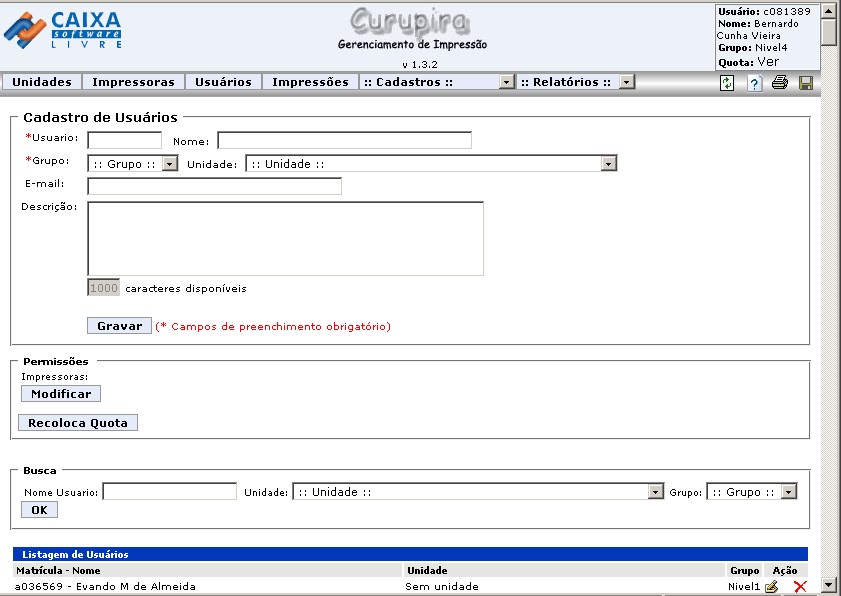 CAIXA
software
LIVRE
Curupira
Gerenciamento de Impressão
v 1.3.2
Usuário: c081389
Nome: Bernardo
Cunha Vieira
Grupo: Nivel4
Quota: Ver
Unidades Impressoras Usuários Impressões :: Cadastros :: :: Relatórios ::
Cadastro de Usuários
*Usuario: Nome:
*Grupo: :: Grupo :: Unidade: :: Unidade ::
E-mail:
Descrição:
1000 caracteres disponíveis
Gravar (* Campos de preenchimento obrigatório)
Permissões
Impressoras:
Modificar
Recoloca Quota
Busca
Nome Usuario: Unidade: :: Unidade :: Grupo: :: Grupo ::
OK
Listagem de Usuários
Matrícula - Nome Unidade Grupo Ação
a036569 - Evando M de Almeida Sem unidade Nivel1